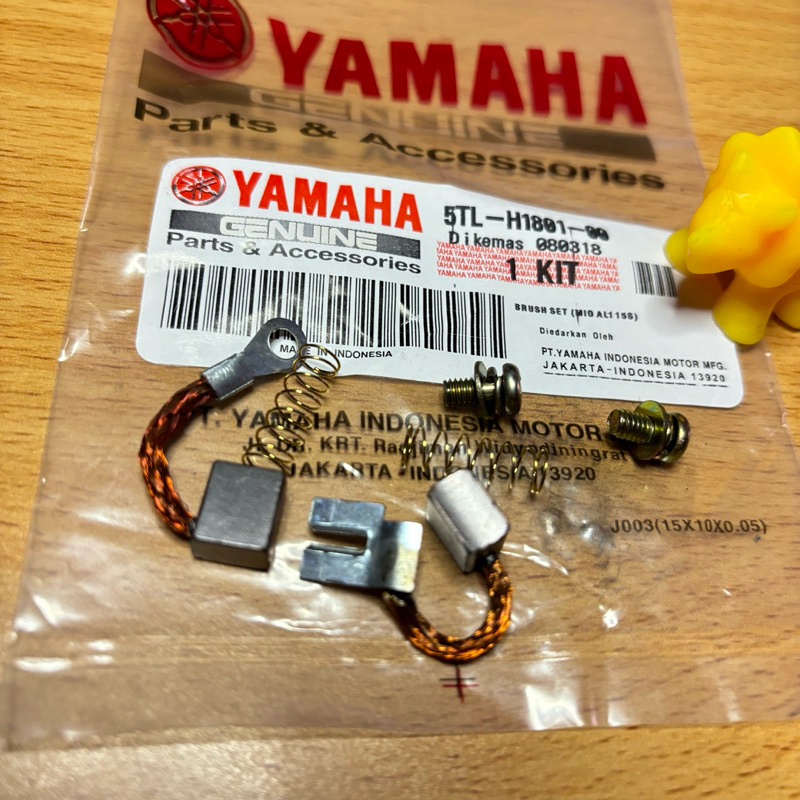 YAMAHA
GENUINE
Parts & Accessories
YAMAHA
GENUINE
Parts & Accessories
5TL-H1801-00
Dikemas 080318
1 KIT
BRUSH SET (MIO AL115S)
Diedarkan Oleh
PT.YAMAHA INDONESIA MOTOR MFG.
JAKARTA-INDONESIA 13920
MADE IN INDONESIA
T. YAMAHA INDONESIA MOTOR
KRT. Widyodiningrat
JAKARTA - INDONESIA 13920
J003(15X10X0.05)